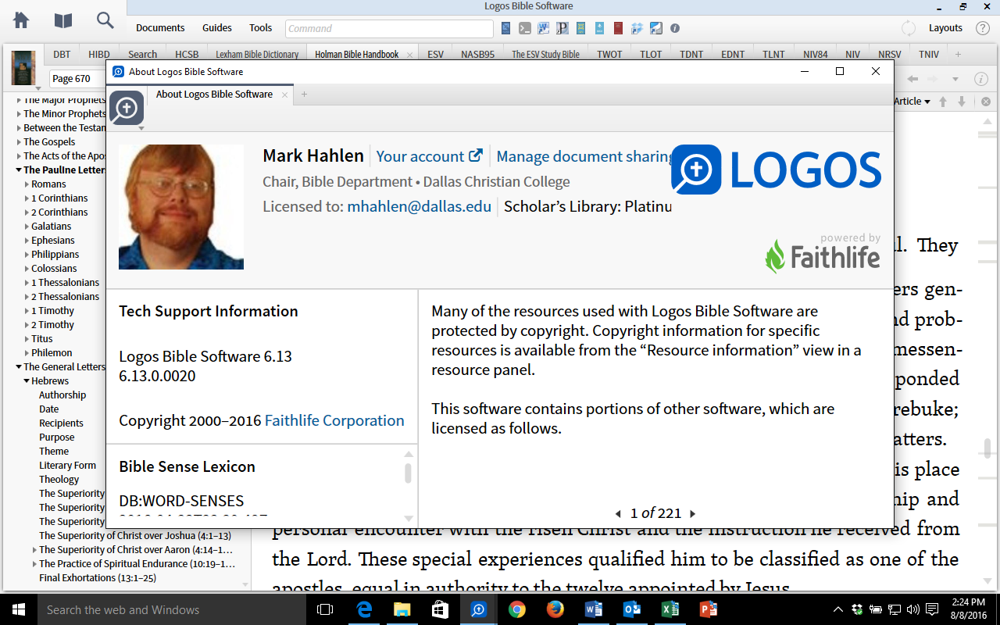 Logos Bible Software
Documents Guides Tools Command Layouts
DBT HIBD Search HCSB Lexham Bible Dictionary Holman Bible Handbook ESV NASB95 The ESV Study Bible TWOT TLOT TDNT EDNT TLNT NIV84 NIV NRSV TNIV
Page 670
Article
The Major Prophets
The Minor Prophets
Between the Testan
The Gospels
The Acts of the Apos
The Pauline Letters
Romans
1 Corinthians
2 Corinthians
Galatians
Ephesians
Philippians
Colossians
1 Thessalonians
2 Thessalonians
1 Timothy
2 Timothy
Titus
Philemon
The General Letters
Hebrews
Authorship
Date
Recipients
Purpose
Theme
Literary Form
Theology
The Superiority
The Superiority
The Superiority
The Superiority of Christ over Joshua (4:1–13)
The Superiority of Christ over Aaron (4:14–1…
The Practice of Spiritual Endurance (10:19–1…
Final Exhortations (13:1–25)
About Logos Bible Software
About Logos Bible Software
Mark Hahlen Your account Manage document sharing
Chair, Bible Department • Dallas Christian College
Licensed to: mhahlen@dallas.edu Scholar’s Library: Platinu
LOGOS
powered by
Faithlife
Tech Support Information
Logos Bible Software 6.13
6.13.0.0020
Copyright 2000–2016 Faithlife Corporation
Bible Sense Lexicon
DB:WORD-SENSES
Many of the resources used with Logos Bible Software are
protected by copyright. Copyright information for specific
resources is available from the “Resource information” view in a
resource panel.
This software contains portions of other software, which are
licensed as follows.
1 of 221
ul. They
ers gen-
nd prob-
messen-
ponded
rebuke;
atters.
is place
hip and
personal encounter with the risen Christ and the instruction he received from
the Lord. These special experiences qualified him to be classified as one of the
apostles, equal in authority to the twelve appointed by Jesus.
Search the web and Windows
2:24 PM
8/8/2016